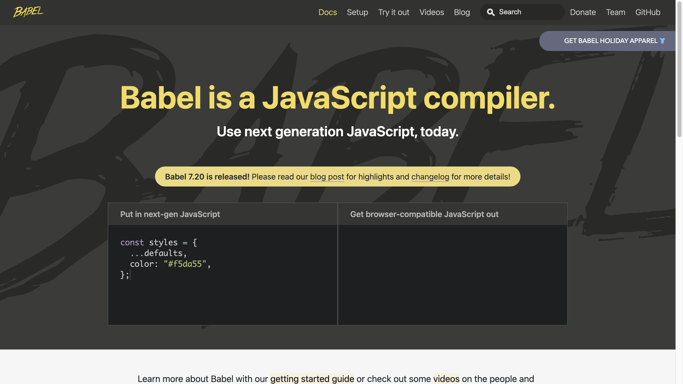 BABEL
Docs Setup Try it out Videos Blog Search Donate Team GitHub
GET BABEL HOLIDAY APPAREL
Babel is a JavaScript compiler.
Use next generation JavaScript, today.
Babel 7.20 is released! Please read our blog post for highlights and changelog for more details!
Put in next-gen JavaScript
Get browser-compatible JavaScript out
const styles = {
  ...defaults,
  color: "#f5da55",
};
Learn more about Babel with our getting started guide or check out some videos on the people and